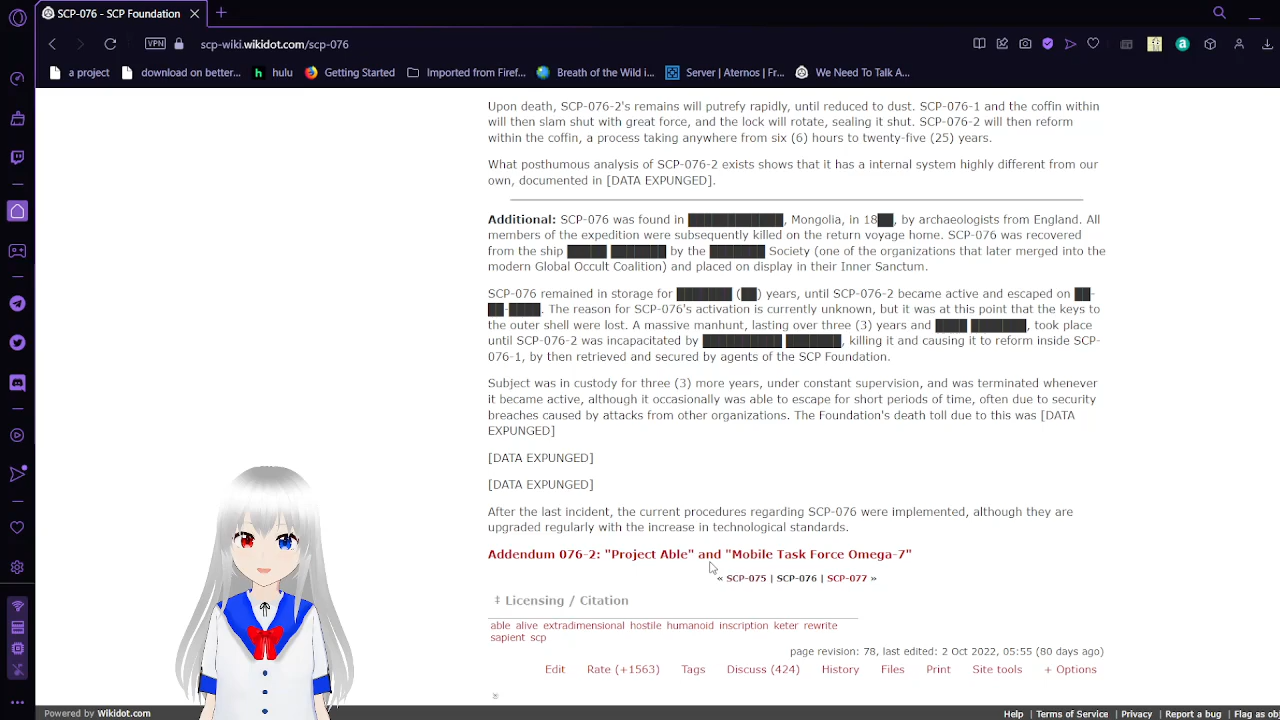 SCP-076 - SCP Foundation
VPN scp-wiki.wikidot.com/scp-076
a project download on better... hulu Getting Started Imported from Firef... Breath of the Wild i... Server | Aternos | Fr... We Need To Talk A...
Upon death, SCP-076-2's remains will putrefy rapidly, until reduced to dust. SCP-076-1 and the coffin within
will then slam shut with great force, and the lock will rotate, sealing it shut. SCP-076-2 will then reform
within the coffin, a process taking anywhere from six (6) hours to twenty-five (25) years.
What posthumous analysis of SCP-076-2 exists shows that it has a internal system highly different from our
own, documented in [DATA EXPUNGED].
Additional: SCP-076 was found in ████████████, Mongolia, in 18██, by archaeologists from England. All
members of the expedition were subsequently killed on the return voyage home. SCP-076 was recovered
from the ship █████ ███████ by the ███████ Society (one of the organizations that later merged into the
modern Global Occult Coalition) and placed on display in their Inner Sanctum.
SCP-076 remained in storage for ███████ (██) years, until SCP-076-2 became active and escaped on ██-
██-████. The reason for SCP-076's activation is currently unknown, but it was at this point that the keys to
the outer shell were lost. A massive manhunt, lasting over three (3) years and ████ ███████, took place
until SCP-076-2 was incapacitated by ██████████ ███████, killing it and causing it to reform inside SCP-
076-1, by then retrieved and secured by agents of the SCP Foundation.
Subject was in custody for three (3) more years, under constant supervision, and was terminated whenever
it became active, although it occasionally was able to escape for short periods of time, often due to security
breaches caused by attacks from other organizations. The Foundation's death toll due to this was [DATA
EXPUNGED]
[DATA EXPUNGED]
[DATA EXPUNGED]
After the last incident, the current procedures regarding SCP-076 were implemented, although they are
upgraded regularly with the increase in technological standards.
Addendum 076-2: "Project Able" and "Mobile Task Force Omega-7"
« SCP-075 | SCP-076 | SCP-077 »
‡ Licensing / Citation
able alive extradimensional hostile humanoid inscription keter rewrite
sapient scp
page revision: 78, last edited: 2 Oct 2022, 05:55 (80 days ago)
Edit Rate (+1563) Tags Discuss (424) History Files Print Site tools + Options
Powered by Wikidot.com Help | Terms of Service | Privacy | Report a bug | Flag as ob